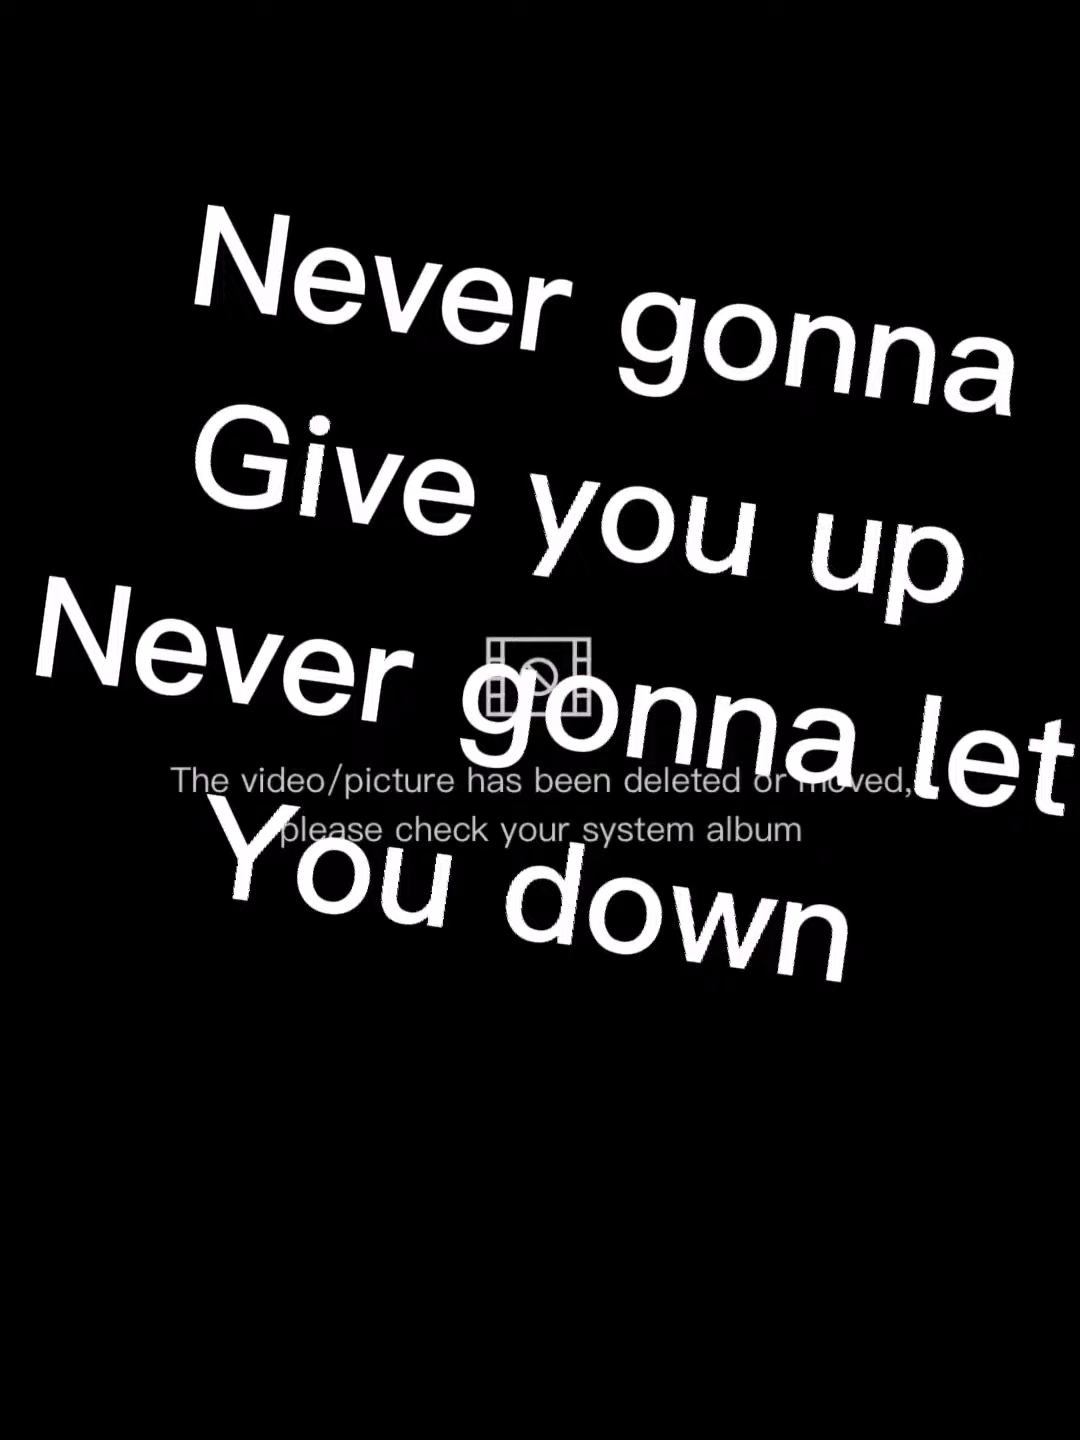 Never gonna
Give you up
Never gonna let
You down
The video/picture has been deleted or moved,
please check your system album